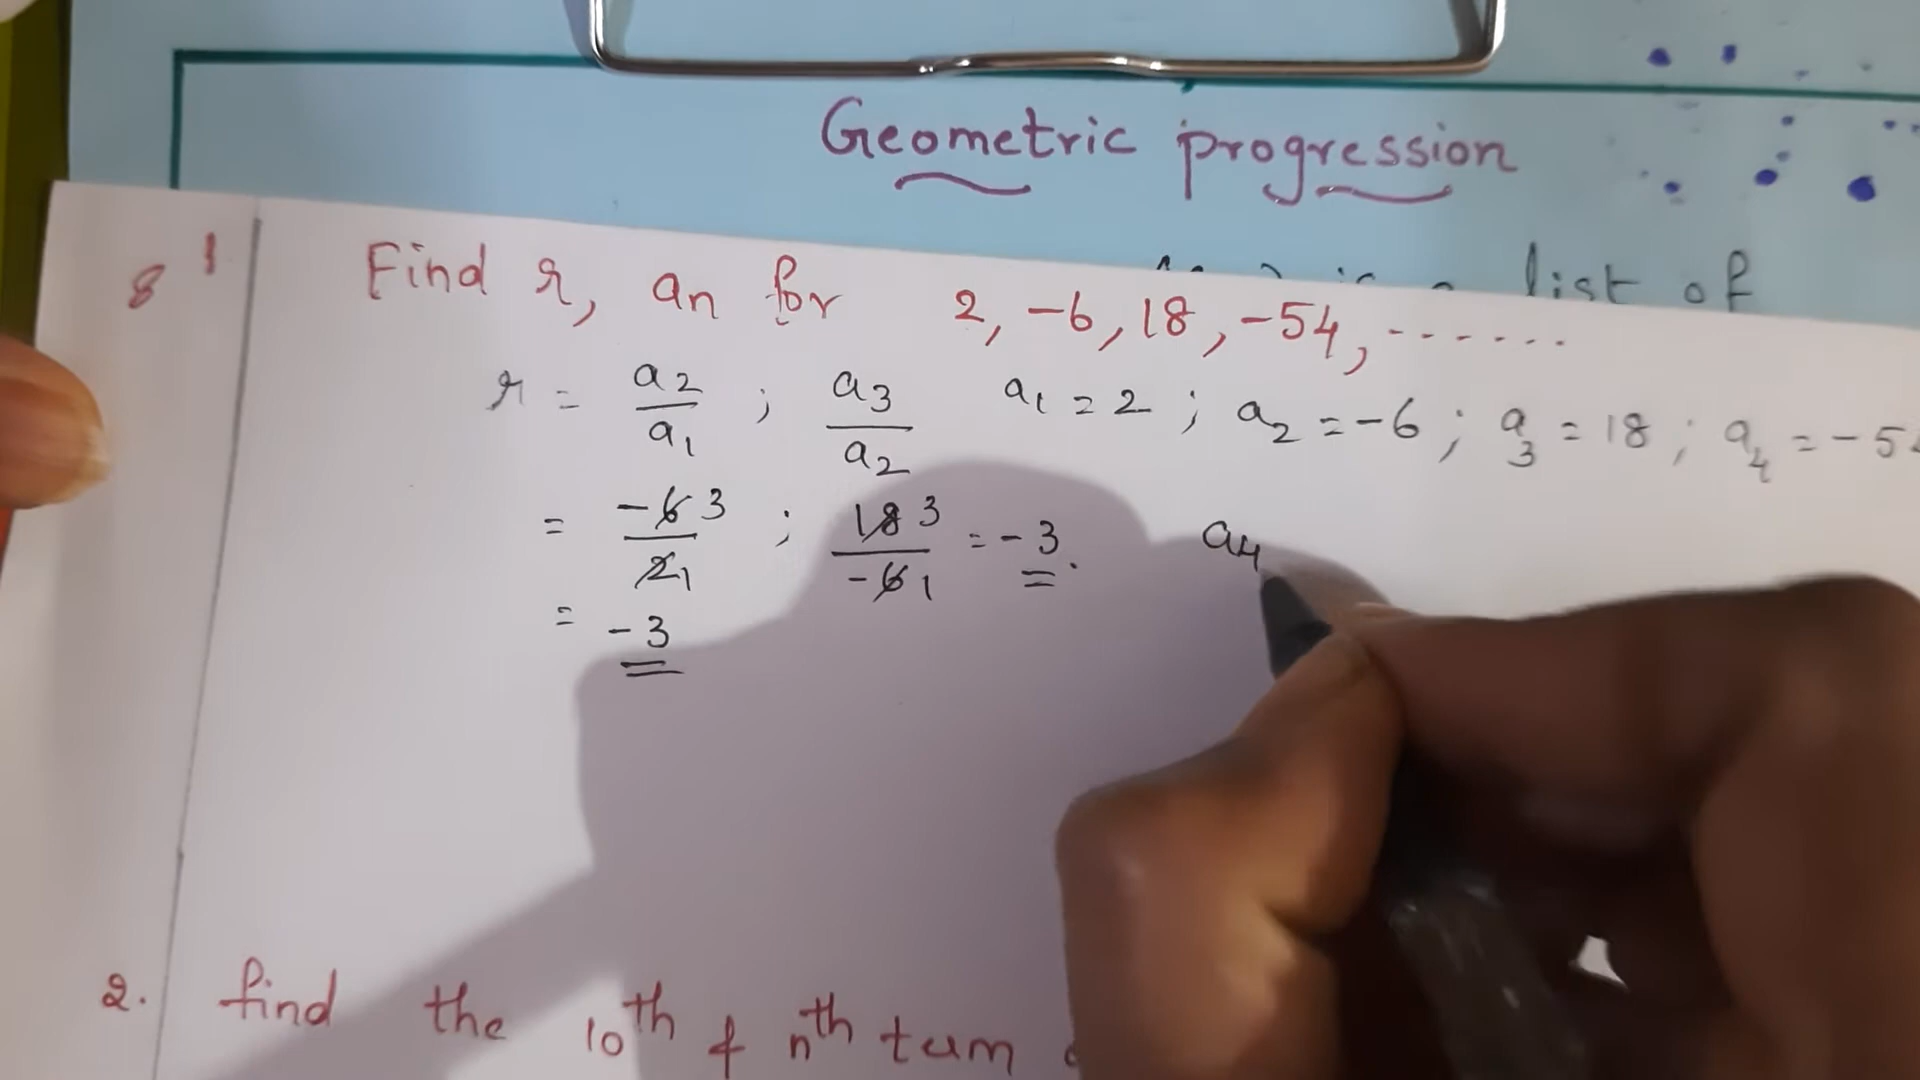 Geometric progression
list of
8 1 Find r, an for 2, -6, 18, -54, ------
r = a2/a1 ; a3/a2 a1 = 2 ; a2 = -6 ; a3 = 18 ; a4 = -5
= -6 3/2 1 ; 18 3/-6 1 = -3. a4
= -3
2. find the 10th & nth term